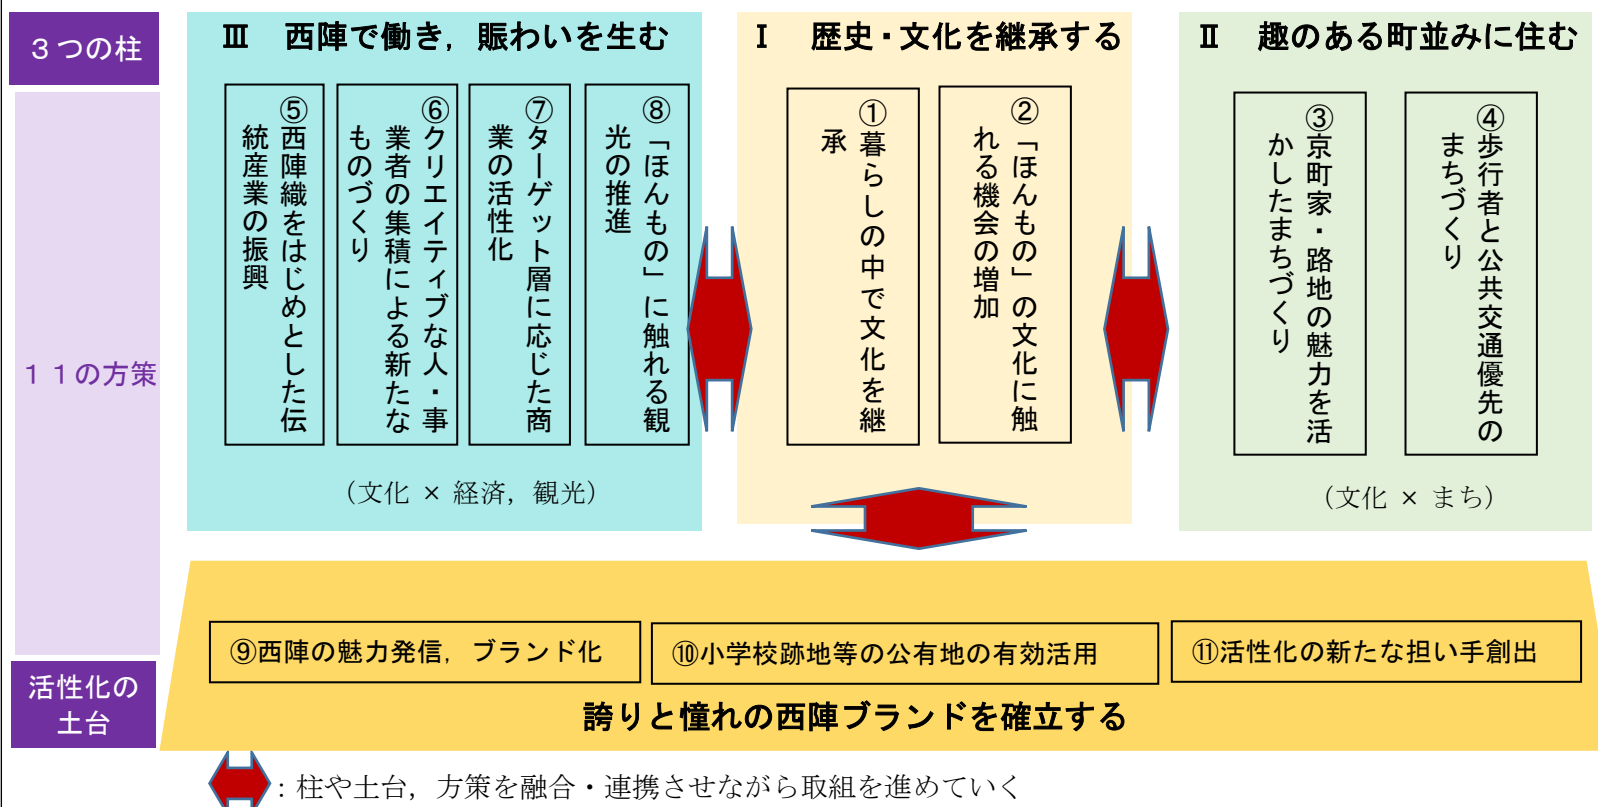 ３つの柱
Ⅲ　西陣で働き，賑わいを生む
Ⅰ　歴史・文化を継承する
Ⅱ　趣のある町並みに住む
１１の方策
⑤西陣織をはじめとした伝
統産業の振興
⑥クリエイティブな人・事
業者の集積による新たな
ものづくり
⑦ターゲット層に応じた商
業の活性化
⑧「ほんもの」に触れる観
光の推進
（文化 × 経済，観光）
①暮らしの中で文化を継
承
②「ほんもの」の文化に触
れる機会の増加
③京町家・路地の魅力を活
かしたまちづくり
④歩行者と公共交通優先の
まちづくり
（文化 × まち）
⑨西陣の魅力発信，ブランド化
⑩小学校跡地等の公有地の有効活用
⑪活性化の新たな担い手創出
活性化の
土台
誇りと憧れの西陣ブランドを確立する
：柱や土台，方策を融合・連携させながら取組を進めていく